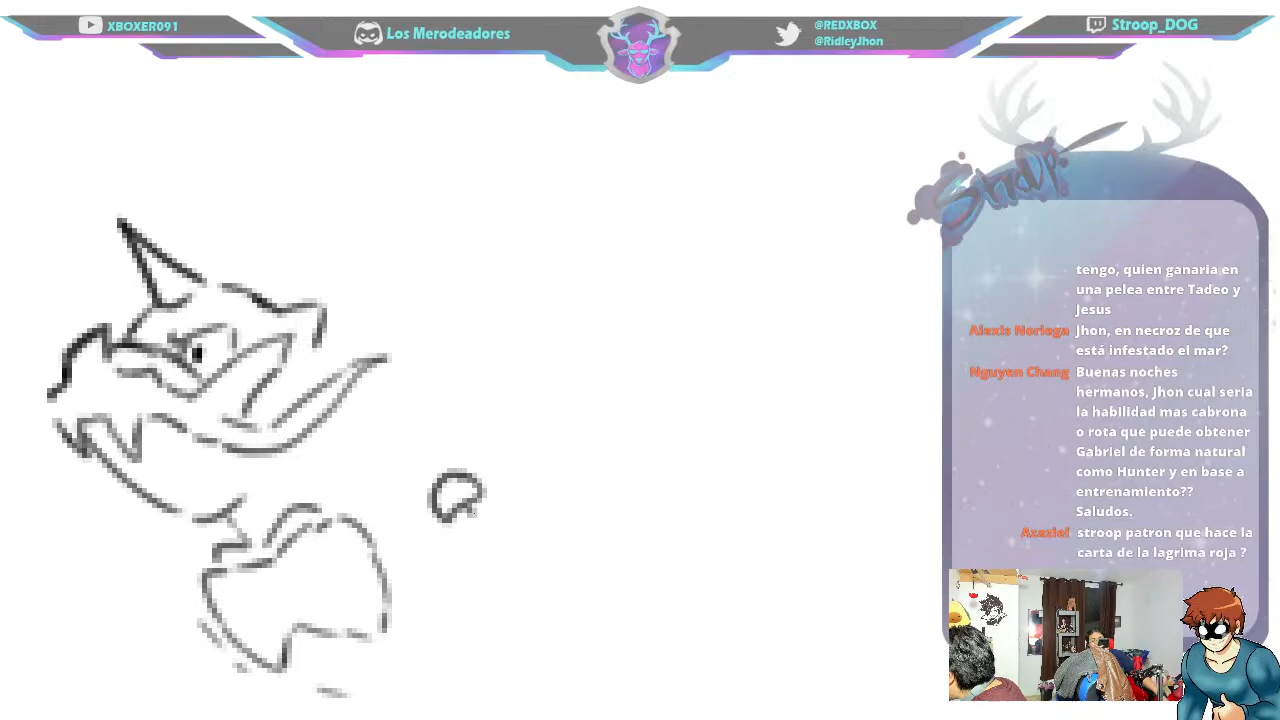 XBOXER091
Los Merodeadores
@REDXBOX
@RidleyJhon
Stroop_DOG
StroUp
tengo, quien ganaria en
una pelea entre Tadeo y
Jesus
Alexis Noriega Jhon, en necroz de que
está infestado el mar?
Nguyen Chang Buenas noches
hermanos, Jhon cual seria
la habilidad mas cabrona
o rota que puede obtener
Gabriel de forma natural
como Hunter y en base a
entrenamiento??
Saludos.
Azaziel stroop patron que hace la
carta de la lagrima roja ?